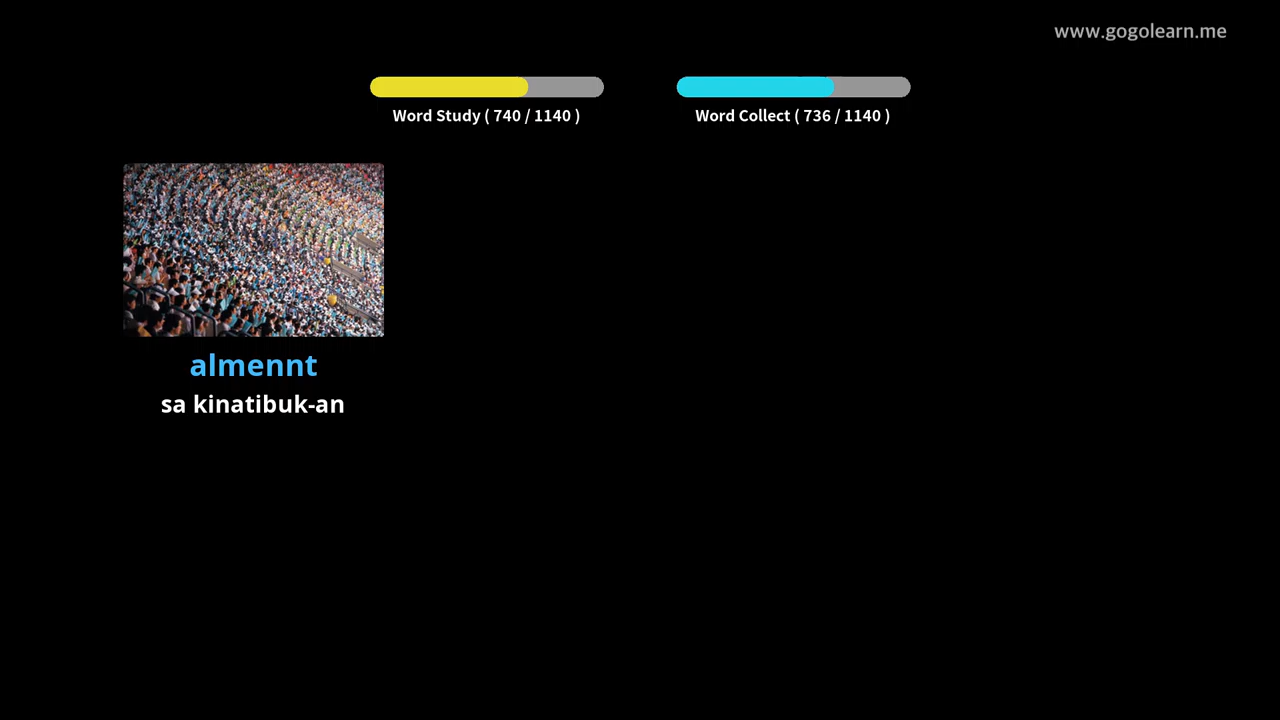 www.gogolearn.me
Word Study ( 740 / 1140 )
Word Collect ( 736 / 1140 )
almennt
sa kinatibuk-an